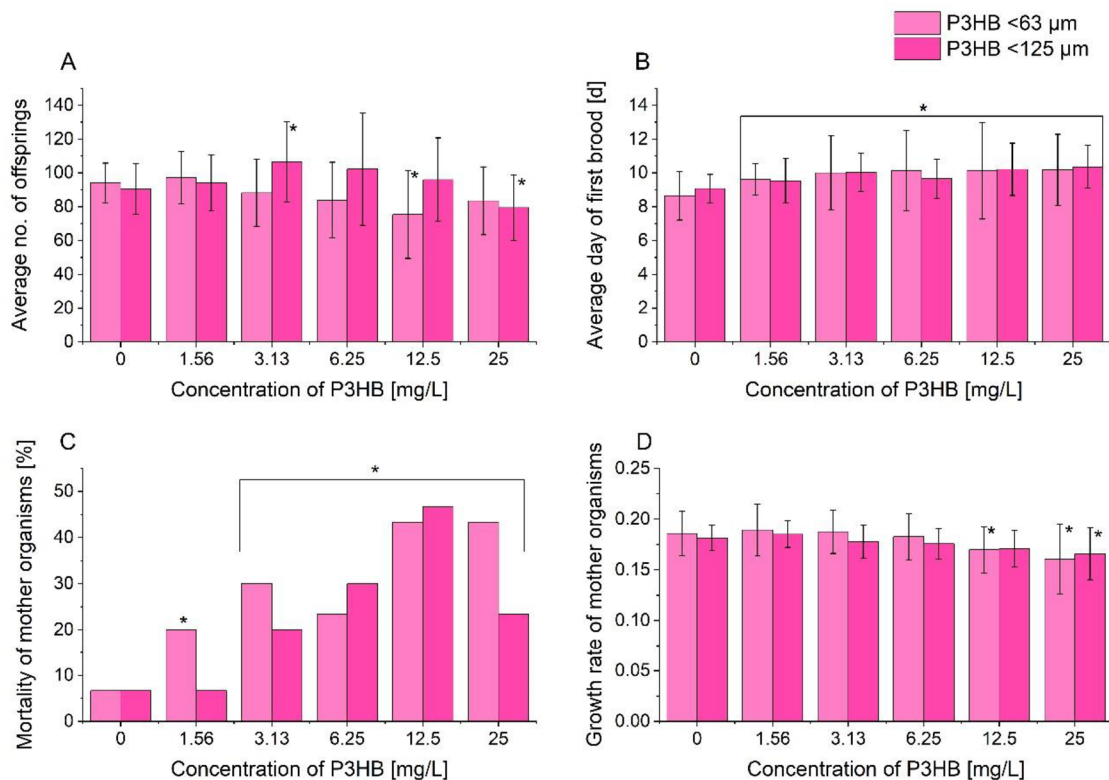 P3HB <63 µm
P3HB <125 µm
A
Average no. of offsprings
140
120
100
80
60
40
20
0
*
*
*
0 1.56 3.13 6.25 12.5 25
Concentration of P3HB [mg/L]
B
Average day of first brood [d]
14
12
10
8
6
4
2
0
*
0 1.56 3.13 6.25 12.5 25
Concentration of P3HB [mg/L]
C
Mortality of mother organisms [%]
50
40
30
20
10
0
*
*
0 1.56 3.13 6.25 12.5 25
Concentration of P3HB [mg/L]
D
Growth rate of mother organisms
0.25
0.20
0.15
0.10
0.05
0.00
*
*
*
0 1.56 3.13 6.25 12.5 25
Concentration of P3HB [mg/L]